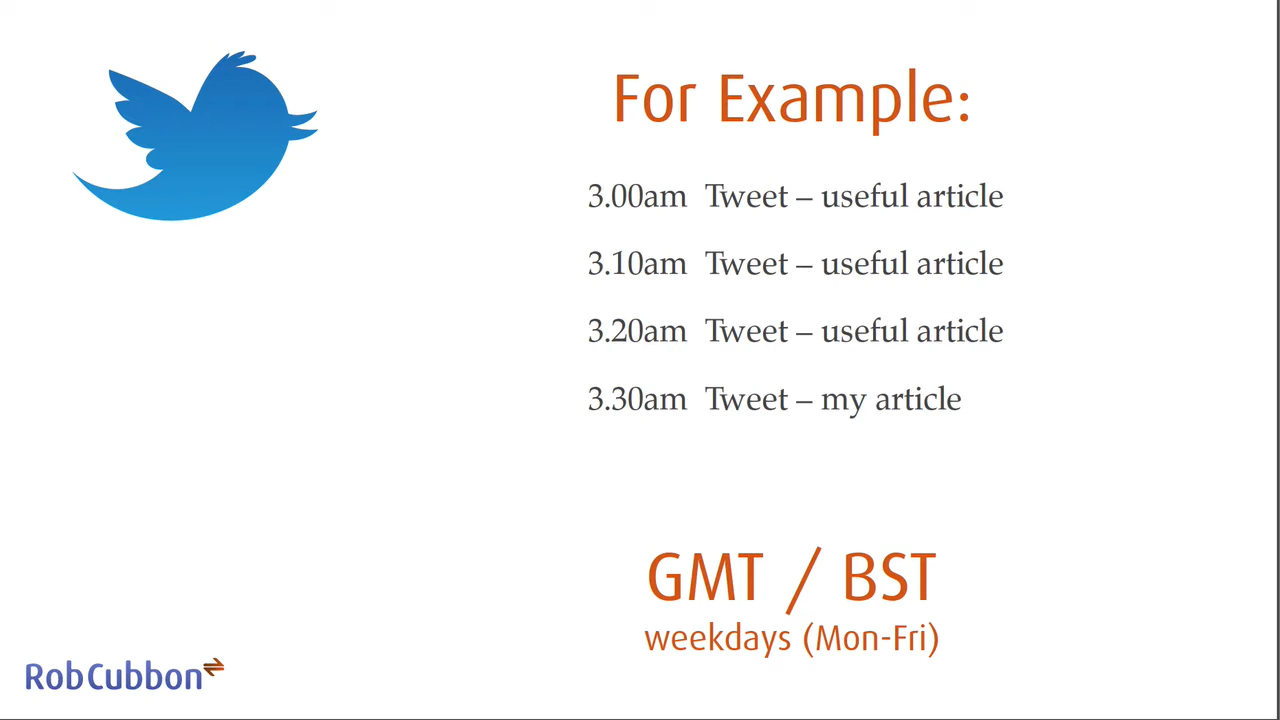 For Example:
3.00am Tweet – useful article
3.10am Tweet – useful article
3.20am Tweet – useful article
3.30am Tweet – my article
GMT / BST
weekdays (Mon-Fri)
RobCubbon